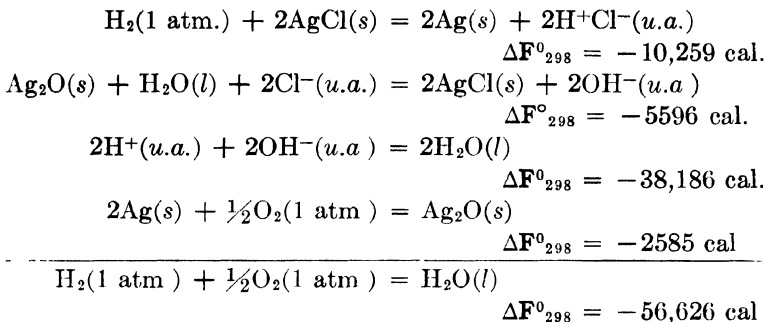 H₂(1 atm.) + 2AgCl(s) = 2Ag(s) + 2H⁺Cl⁻(u.a.)
ΔF⁰₂₉₈ = −10,259 cal.
Ag₂O(s) + H₂O(l) + 2Cl⁻(u.a.) = 2AgCl(s) + 2OH⁻(u.a )
ΔF°₂₉₈ = −5596 cal.
2H⁺(u.a.) + 2OH⁻(u.a ) = 2H₂O(l)
ΔF⁰₂₉₈ = −38,186 cal.
2Ag(s) + ½O₂(1 atm ) = Ag₂O(s)
ΔF⁰₂₉₈ = −2585 cal
H₂(1 atm ) + ½O₂(1 atm ) = H₂O(l)
ΔF⁰₂₉₈ = −56,626 cal